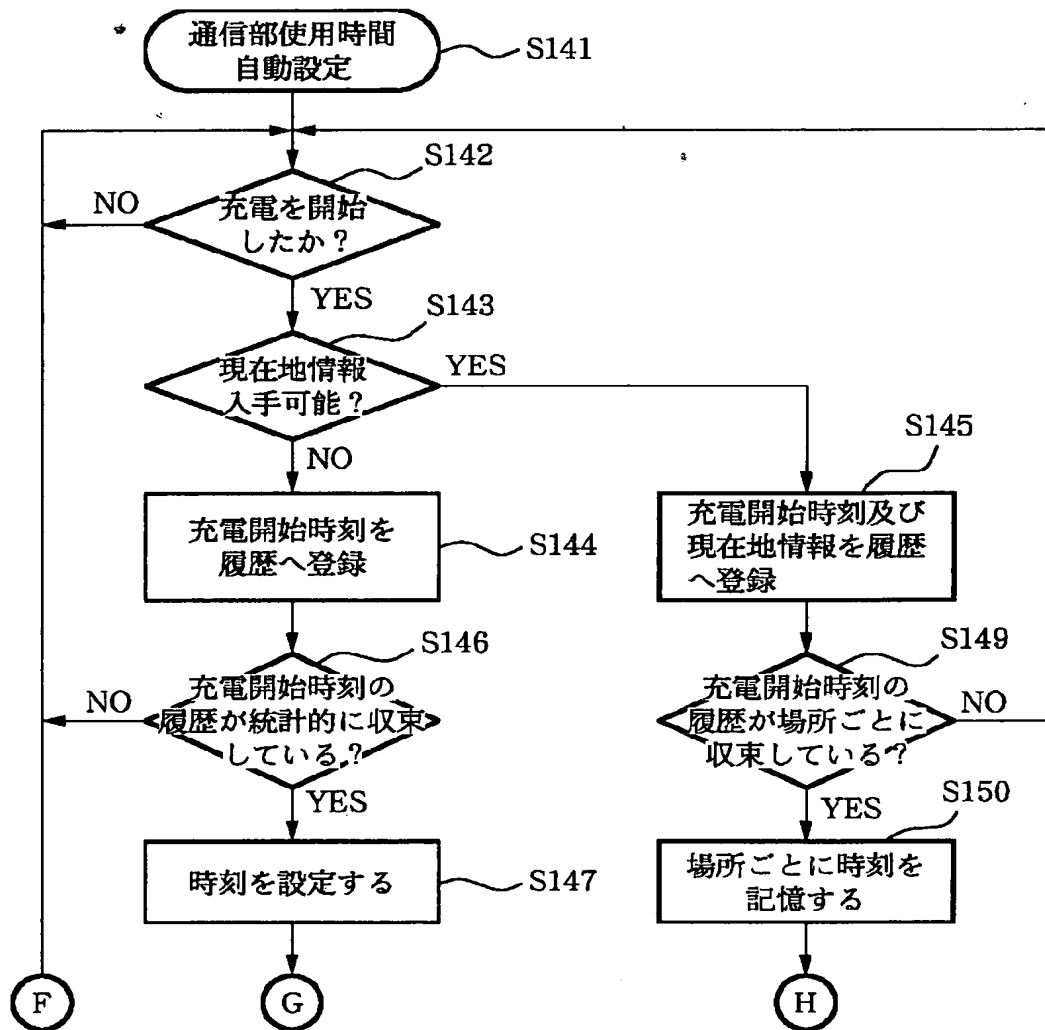 通信部使用時間
自動設定
S141
S142
充電を開始
したか？
NO
YES
S143
現在地情報
入手可能？
YES
NO
S145
充電開始時刻を
履歴へ登録
S144
充電開始時刻及び
現在地情報を履歴
へ登録
S146
充電開始時刻の
履歴が統計的に収束
している？
NO
YES
S149
充電開始時刻の
履歴が場所ごとに
収束している？
NO
YES
S150
時刻を設定する
S147
場所ごとに時刻を
記憶する
F
G
H